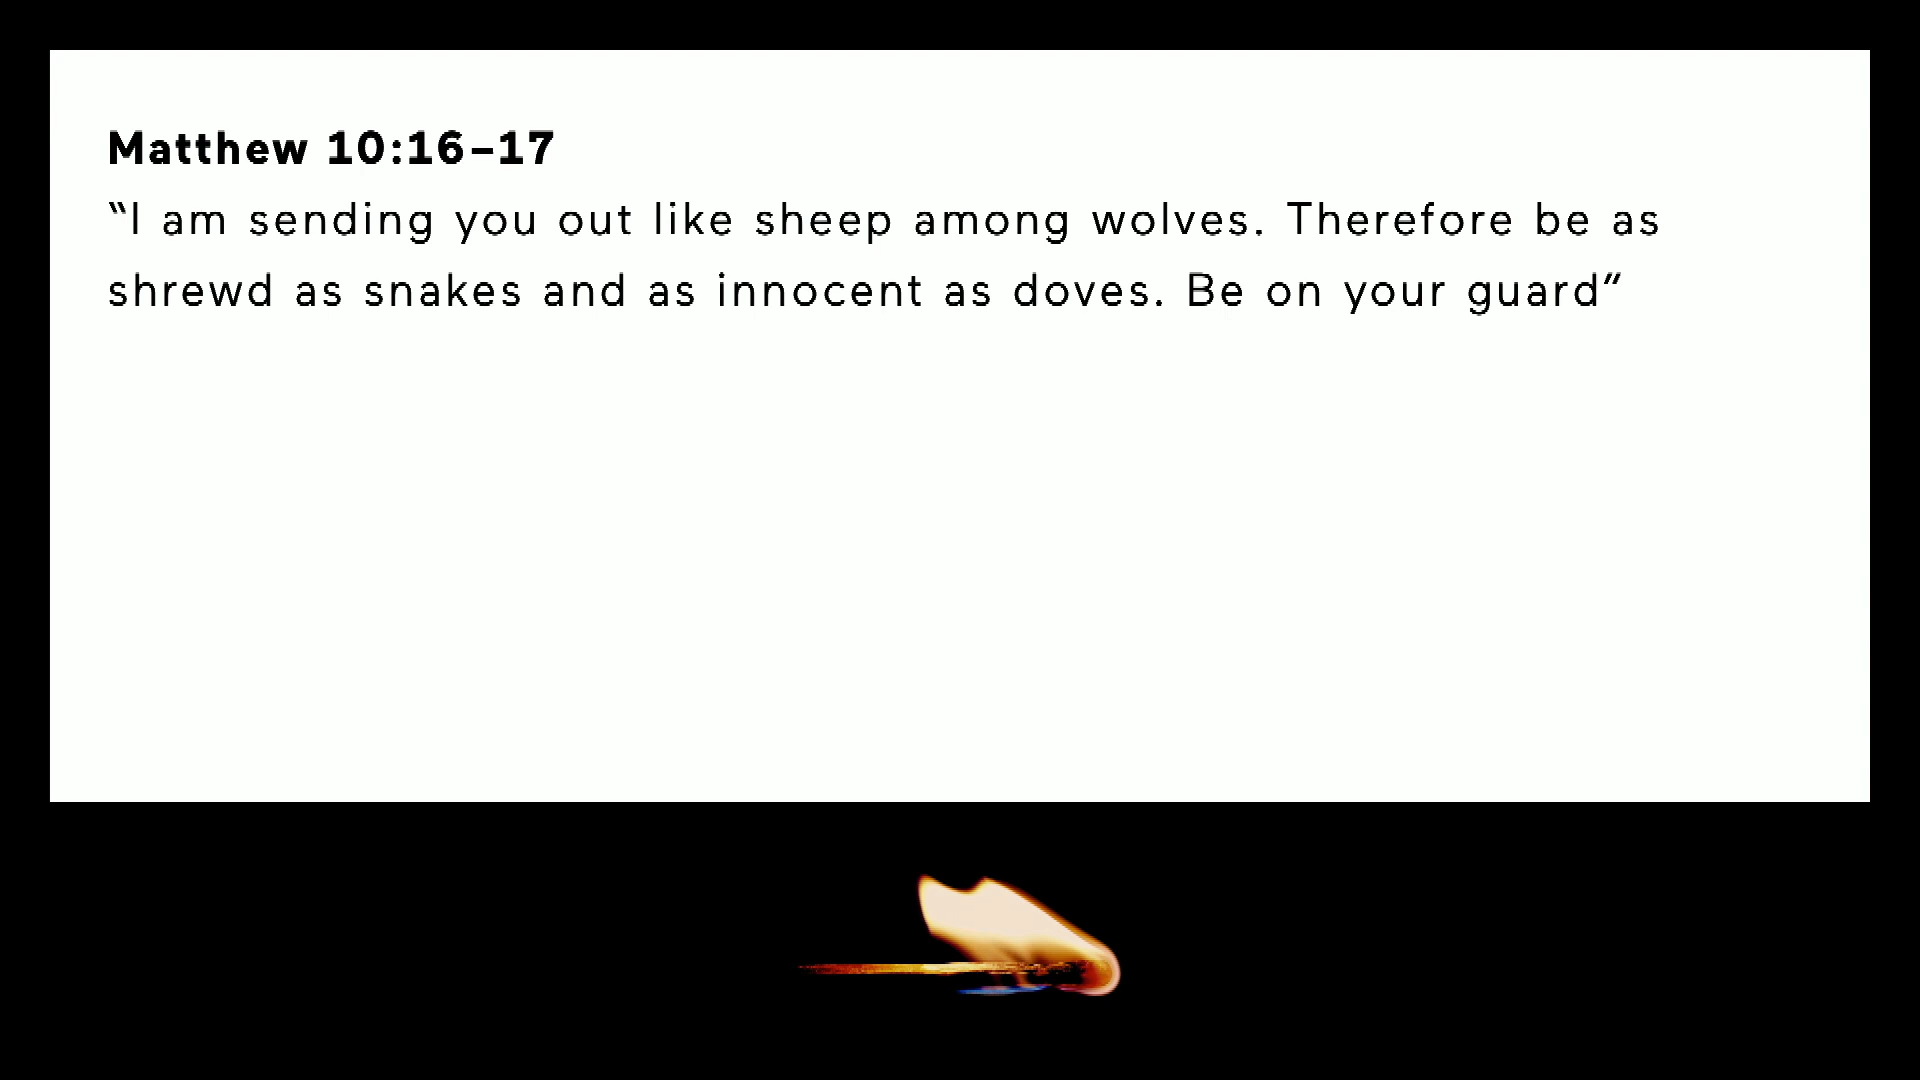 Matthew 10:16–17
“I am sending you out like sheep among wolves. Therefore be as
shrewd as snakes and as innocent as doves. Be on your guard”